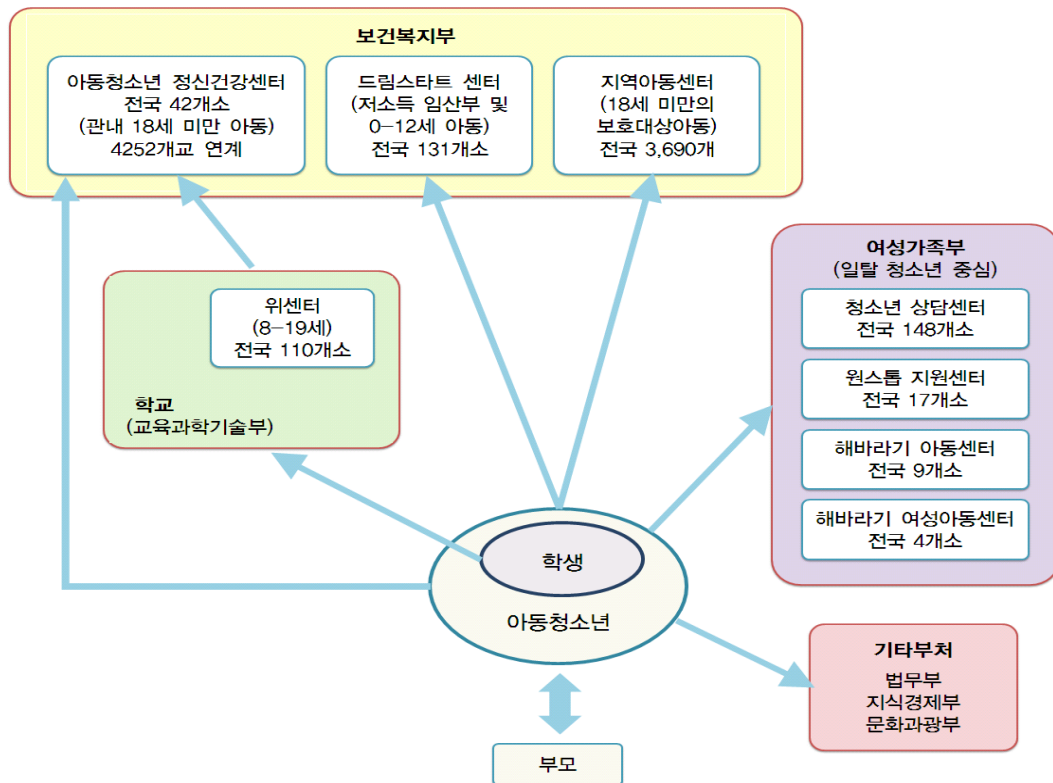 보건복지부
아동청소년 정신건강센터
전국 42개소
(관내 18세 미만 아동)
4252개교 연계
드림스타트 센터
(저소득 임산부 및
0-12세 아동)
전국 131개소
지역아동센터
(18세 미만의
보호대상아동)
전국 3,690개
위센터
(8-19세)
전국 110개소
학교
(교육과학기술부)
여성가족부
(일탈 청소년 중심)
청소년 상담센터
전국 148개소
원스톱 지원센터
전국 17개소
해바라기 아동센터
전국 9개소
해바라기 여성아동센터
전국 4개소
학생
아동청소년
기타부처
법무부
지식경제부
문화과광부
부모